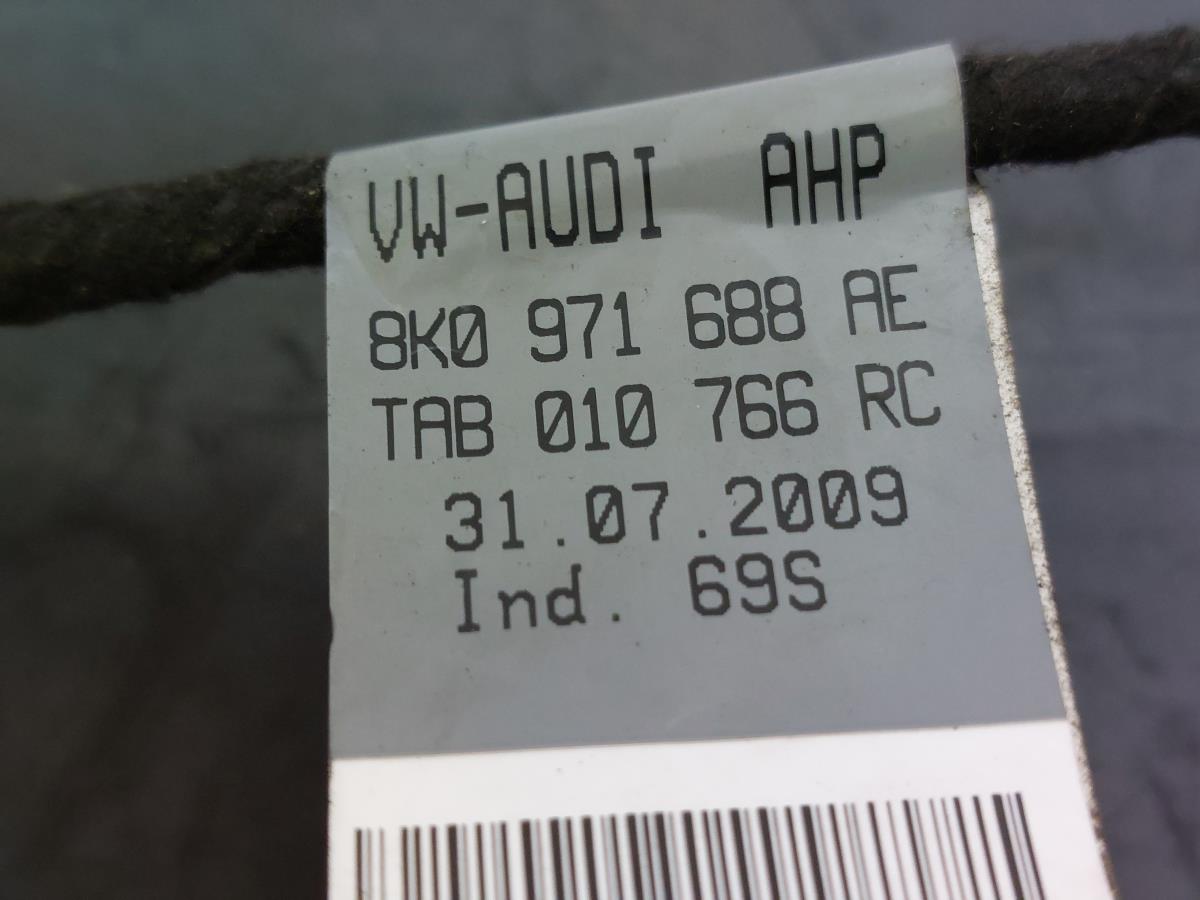 VW-AUDI AHP
8K0 971 688 AE
TAB 010 766 RC
31.07.2009
Ind. 69S